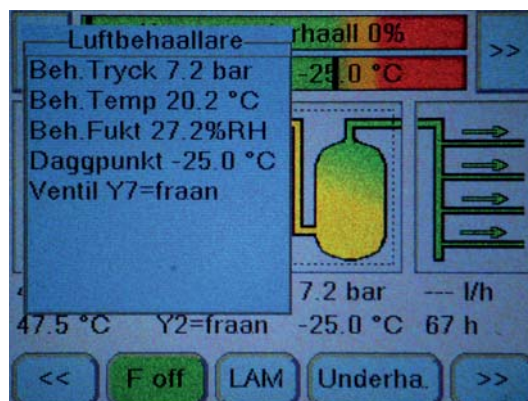 rhaall 0%
>>
-25.0 °C
Luftbehaallare
Beh.Tryck 7.2 bar
Beh.Temp 20.2 °C
Beh.Fukt 27.2%RH
Daggpunkt -25.0 °C
Ventil Y7=fraan
7.2 bar --- l/h
47.5 °C Y2=fraan -25.0 °C 67 h
<< F off LAM Underha. >>